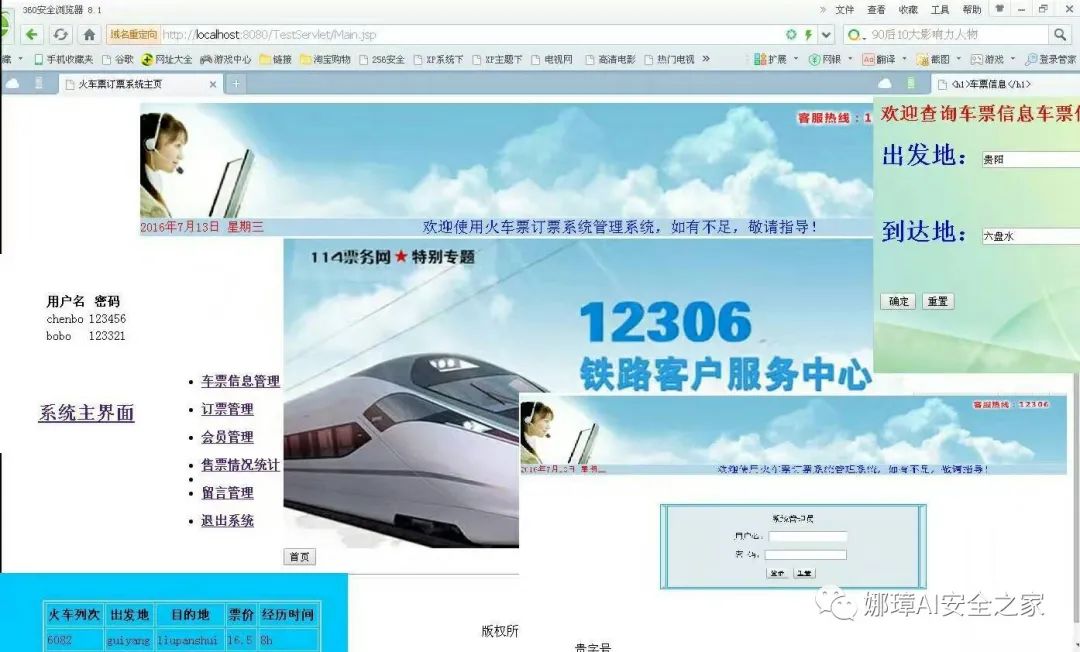 360安全浏览器 8.1
文件 查看 收藏 工具 帮助
域名重定向 http://localhost:8080/TestServlet/Main.jsp
90后10大影响力人物
藏 手机收藏夹 谷歌 网址大全 游戏中心 链接 淘宝购物 256安全 XP系统下 XP主题下 电视网 高清电影 热门电视 » 扩展 网银 翻译 截图 游戏 登录管家
火车票订票系统主页
<h1>车票信息</h1>
客服热线：1
欢迎查询车票信息车票
出发地： 贵阳
2016年7月13日 星期三
欢迎使用火车票订票系统管理系统，如有不足，敬请指导！
到达地： 六盘水
114票务网★特别专题
确定 重置
用户名 密码
chenbo 123456
bobo 123321
12306
铁路客户服务中心
车票信息管理
订票管理
系统主界面
会员管理
售票情况统计
留言管理
退出系统
客服热线：12306
欢迎使用火车票订票系统管理系统，如有不足，敬请指导！
系统管理员
用户名：
密 码：
登录 重置
首页
火车列次 出发地 目的地 票价 经历时间
6082 guiyang liupanshui 16.5 8h
版权所
贵字号
娜璋AI安全之家